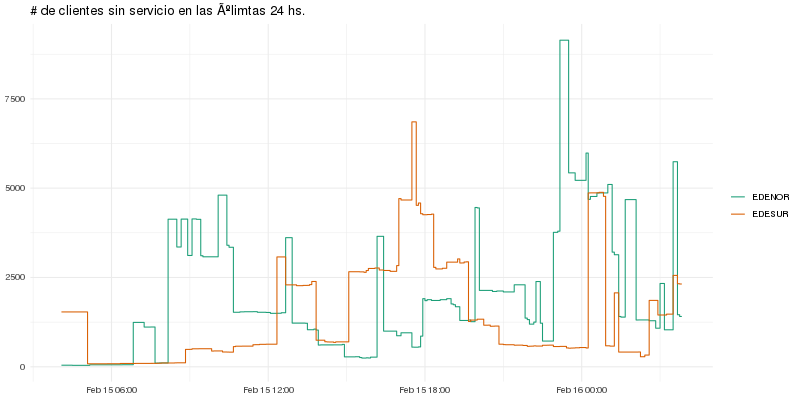 # de clientes sin servicio en las Ãºlimtas 24 hs.
7500
5000
2500
0
Feb 15 06:00
Feb 15 12:00
Feb 15 18:00
Feb 16 00:00
EDENOR
EDESUR